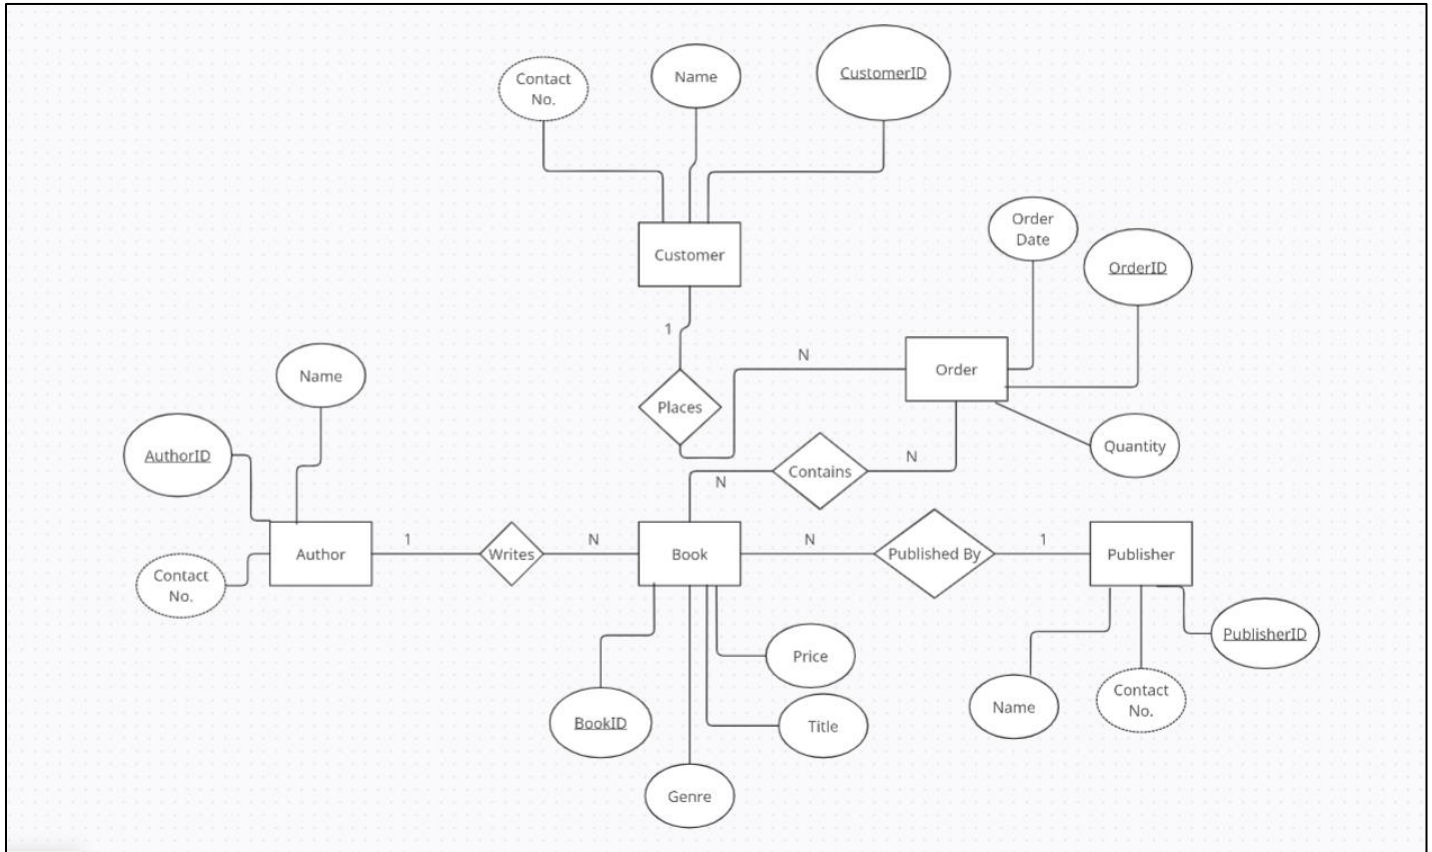 Contact
No.
Name
CustomerID
Customer
Order
Date
OrderID
1
N
Order
Name
Places
Quantity
AuthorID
Contains
N
N
Author
1
Writes
N
Book
N
Published By
1
Publisher
Contact
No.
PublisherID
Price
BookID
Title
Name
Contact
No.
Genre